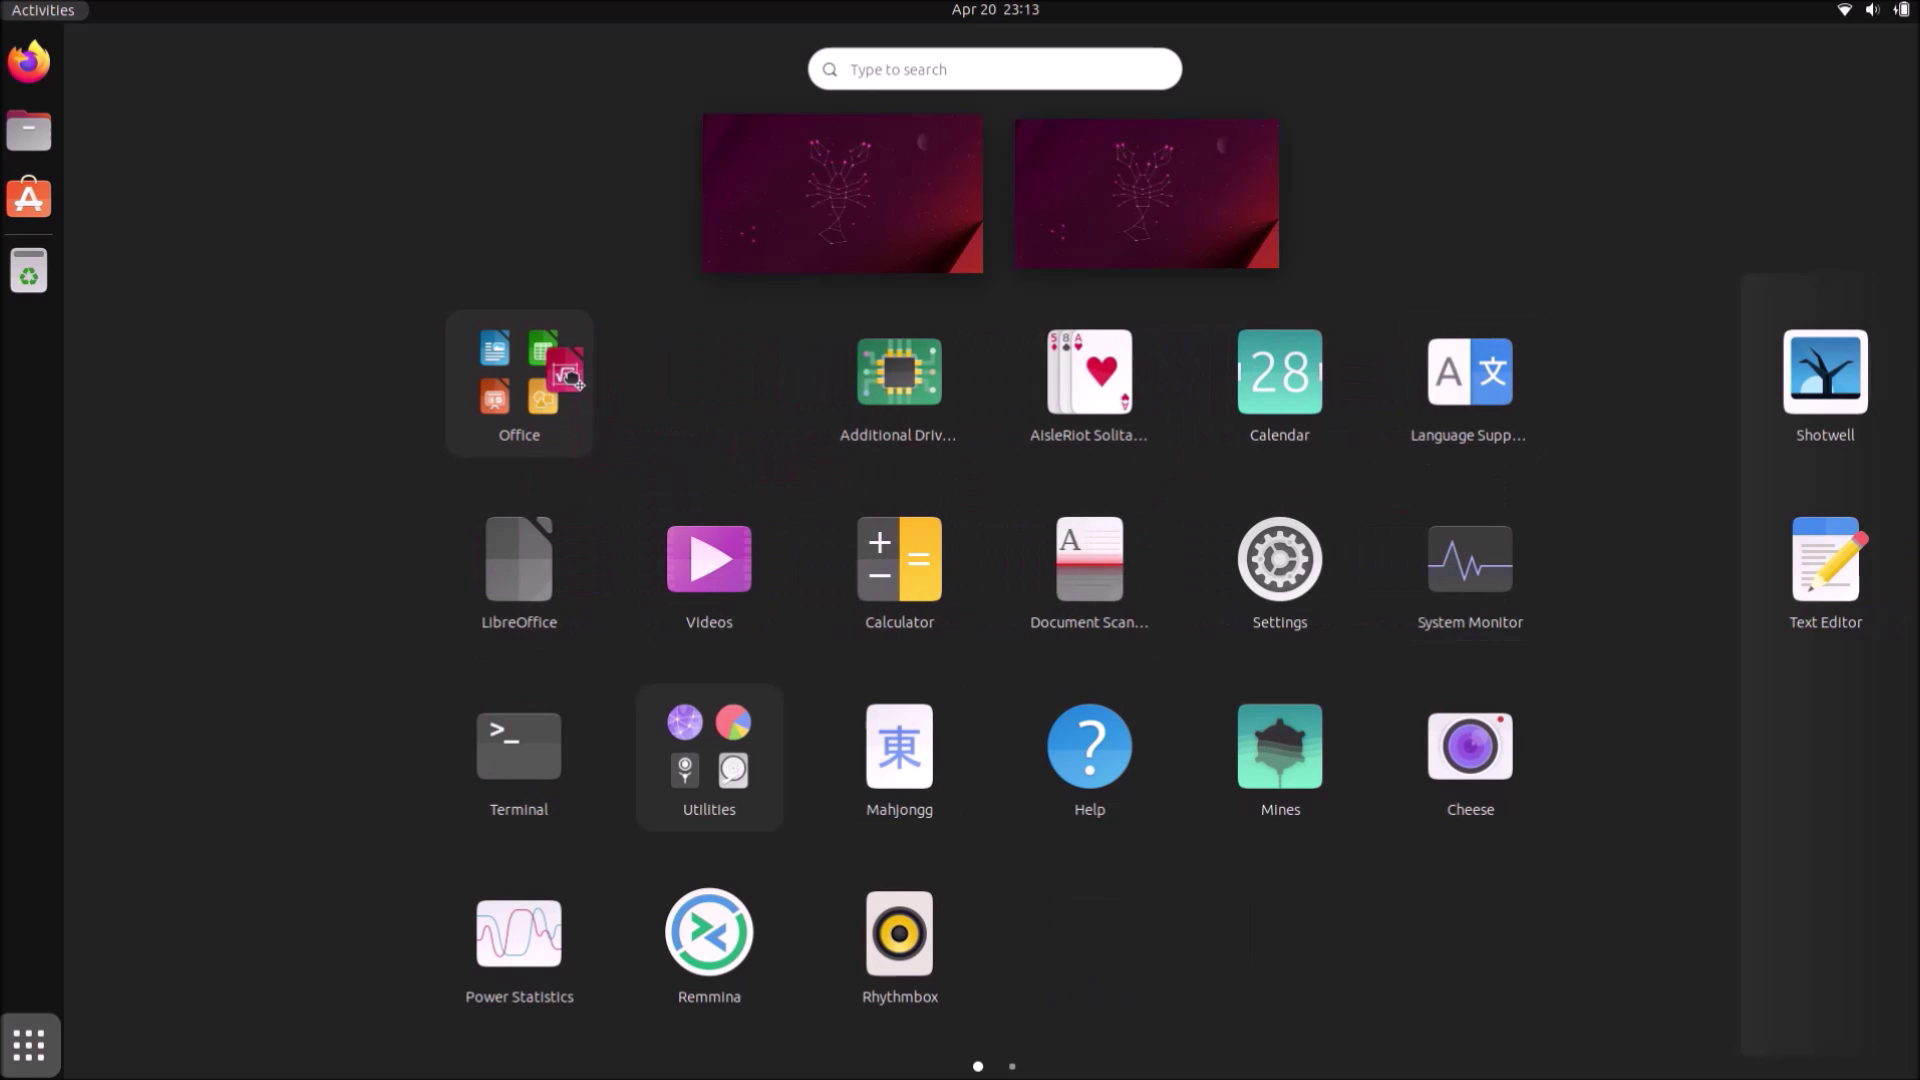 Activities
Apr 20 23:13
Type to search
Office
Additional Driv...
AisleRiot Solita...
28
Calendar
A 文
Language Supp...
Shotwell
LibreOffice
Videos
Calculator
A
Document Scan...
Settings
System Monitor
Text Editor
>_
Terminal
Utilities
東
Mahjongg
?
Help
Mines
Cheese
Power Statistics
Remmina
Rhythmbox